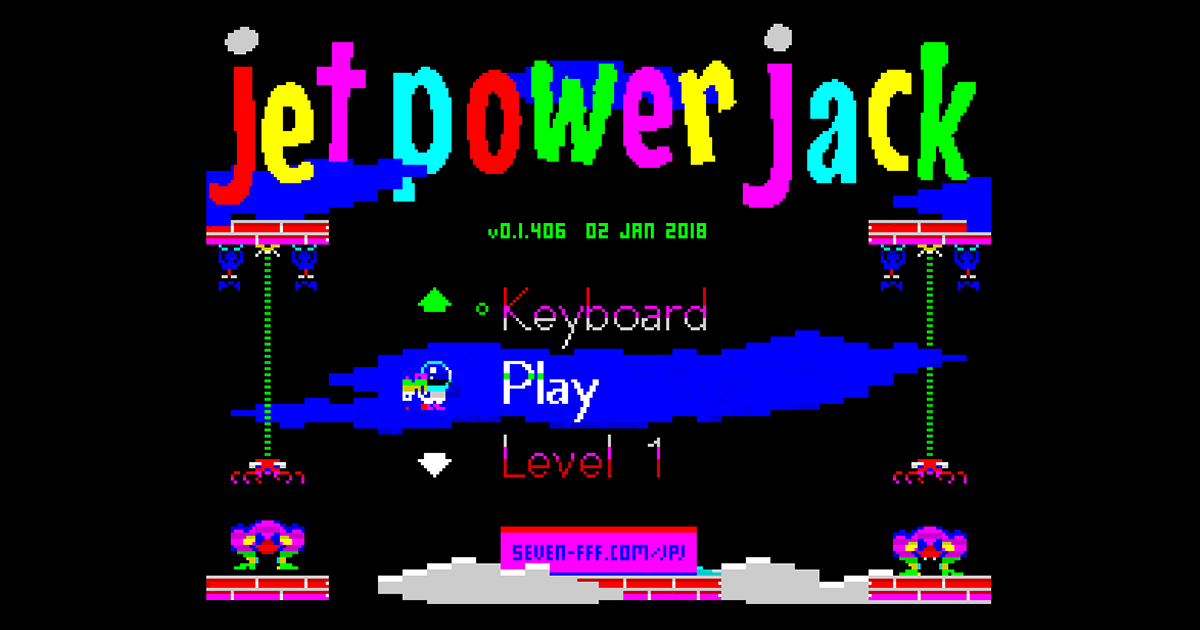 jet power jack
v0.1.406 02 JAN 2018
Keyboard
Play
Level 1
SEVEN-FFF.COM/JPJ